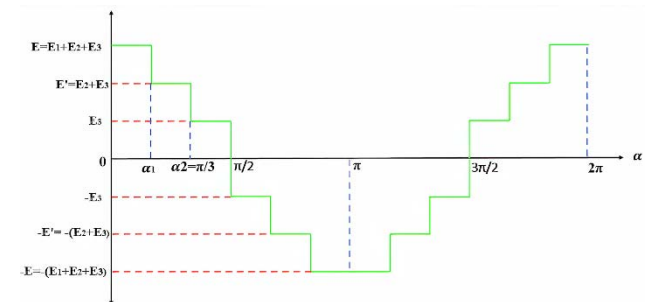 E=E₁+E₂+E₃
E'=E₂+E₃
E₃
0
α₁
α2=π/3
π/2
π
3π/2
2π
α
-E₃
-E'= -(E₂+E₃)
-E=-(E₁+E₂+E₃)